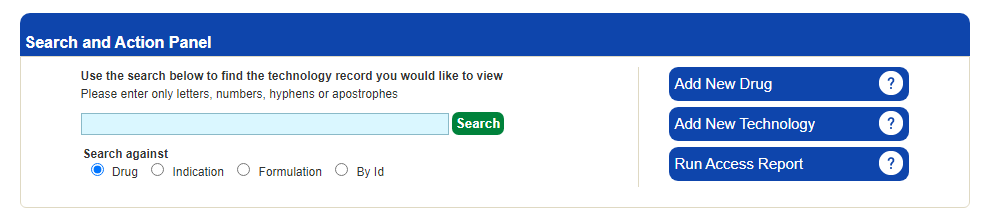 Search and Action Panel
Use the search below to find the technology record you would like to view
Please enter only letters, numbers, hyphens or apostrophes
Search
Search against
Drug Indication Formulation By Id
Add New Drug ?
Add New Technology ?
Run Access Report ?